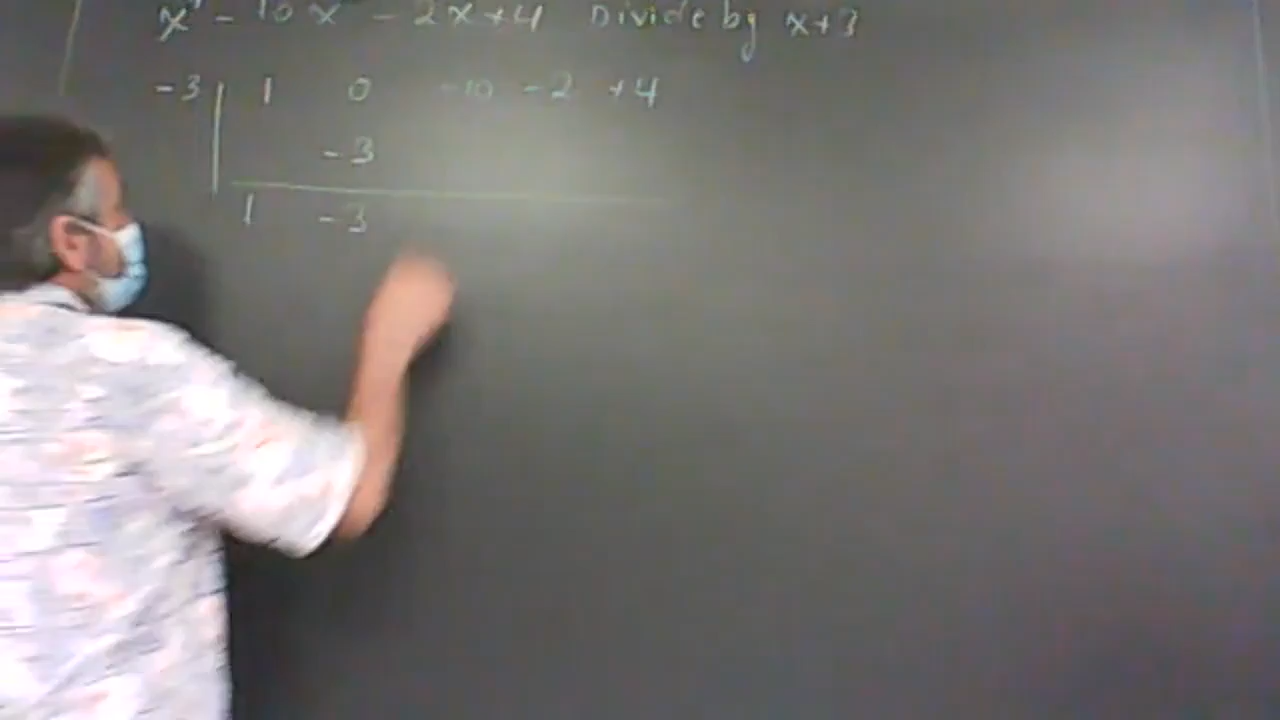 x⁴ - 10x² - 2x+4 Divide by x+3
-3 | 1 0 -10 -2 +4
-3
1 -3